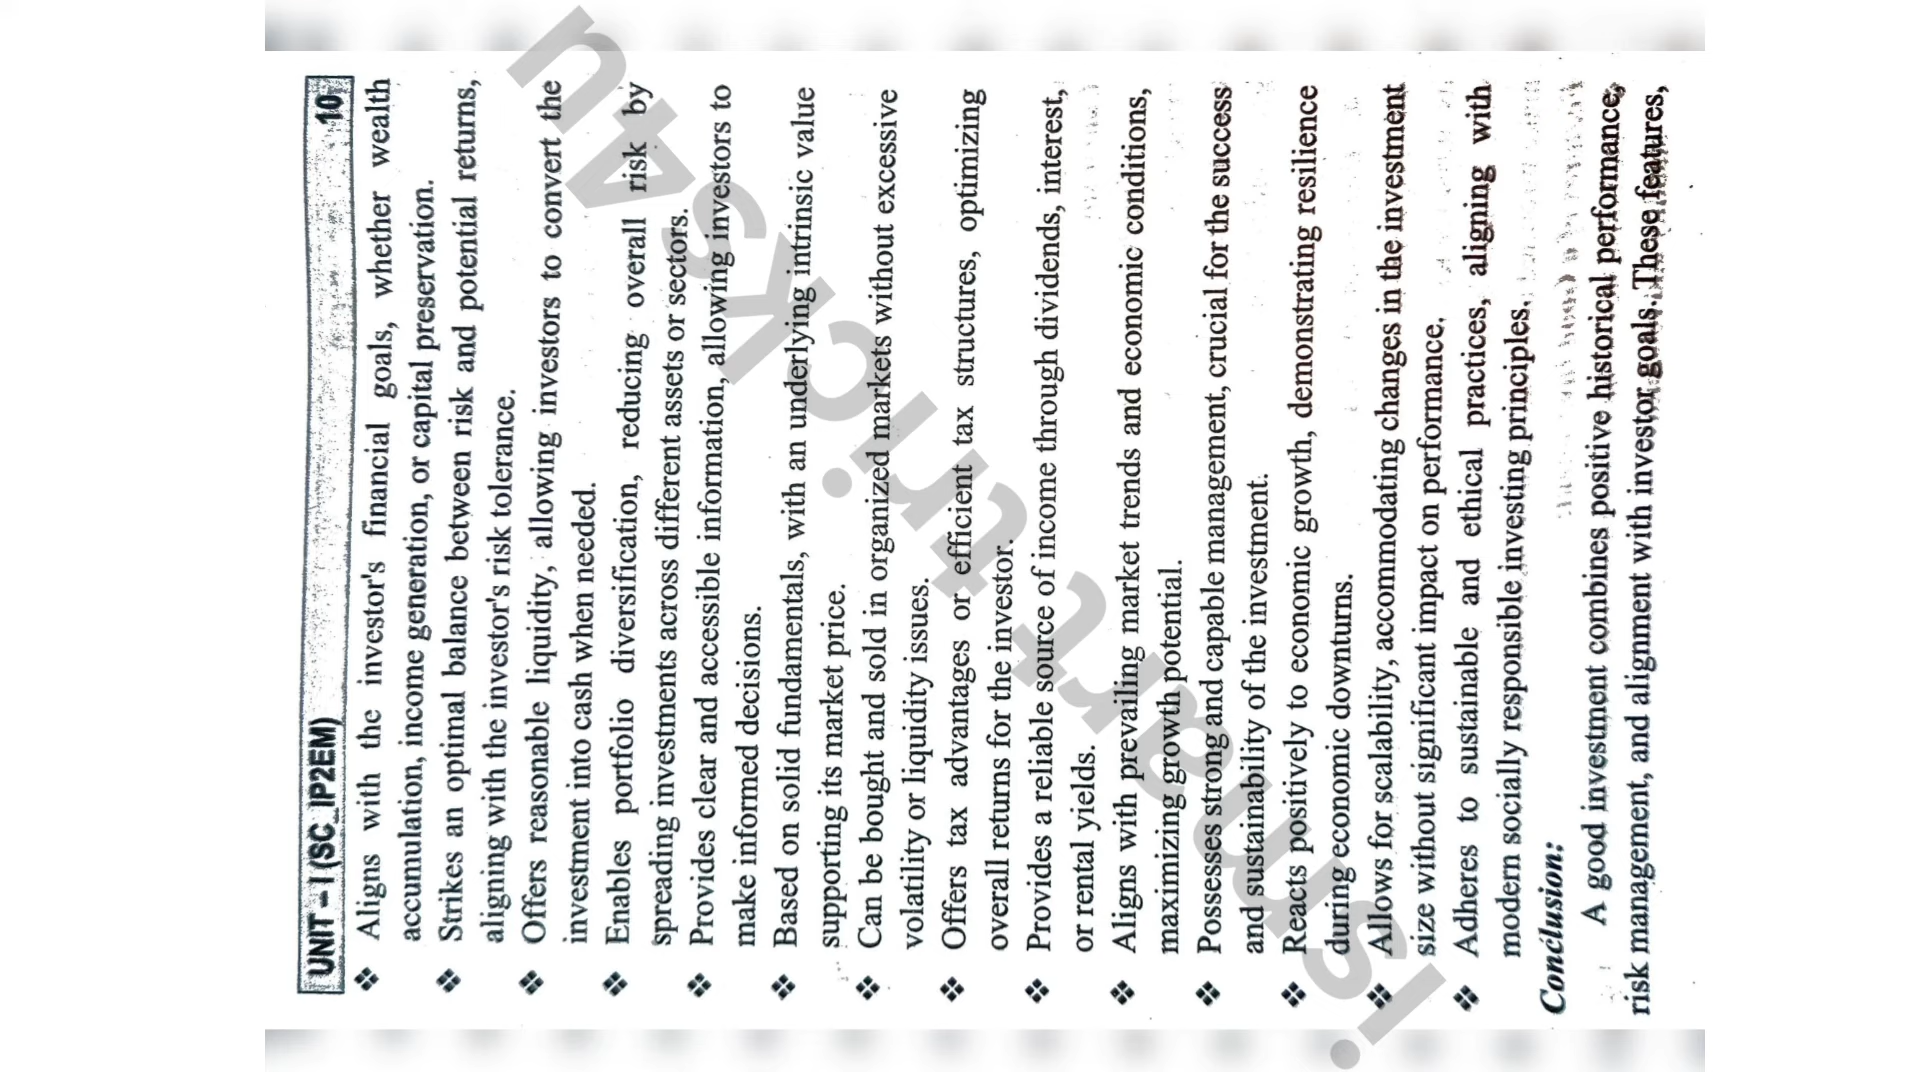 UNIT – I (SC_IP2EM) 10
❖ Aligns with the investor's financial goals, whether wealth
accumulation, income generation, or capital preservation.
❖ Strikes an optimal balance between risk and potential returns,
aligning with the investor's risk tolerance.
❖ Offers reasonable liquidity, allowing investors to convert the
investment into cash when needed.
❖ Enables portfolio diversification, reducing overall risk by
spreading investments across different assets or sectors.
❖ Provides clear and accessible information, allowing investors to
make informed decisions.
❖ Based on solid fundamentals, with an underlying intrinsic value
supporting its market price.
❖ Can be bought and sold in organized markets without excessive
volatility or liquidity issues.
❖ Offers tax advantages or efficient tax structures, optimizing
overall returns for the investor.
❖ Provides a reliable source of income through dividends, interest,
or rental yields.
❖ Aligns with prevailing market trends and economic conditions,
maximizing growth potential.
❖ Possesses strong and capable management, crucial for the success
and sustainability of the investment.
❖ Reacts positively to economic growth, demonstrating resilience
during economic downturns.
❖ Allows for scalability, accommodating changes in the investment
size without significant impact on performance.
❖ Adheres to sustainable and ethical practices, aligning with
modern socially responsible investing principles.
Conclusion:
A good investment combines positive historical performance,
risk management, and alignment with investor goals. These features,
ismart tricks4u